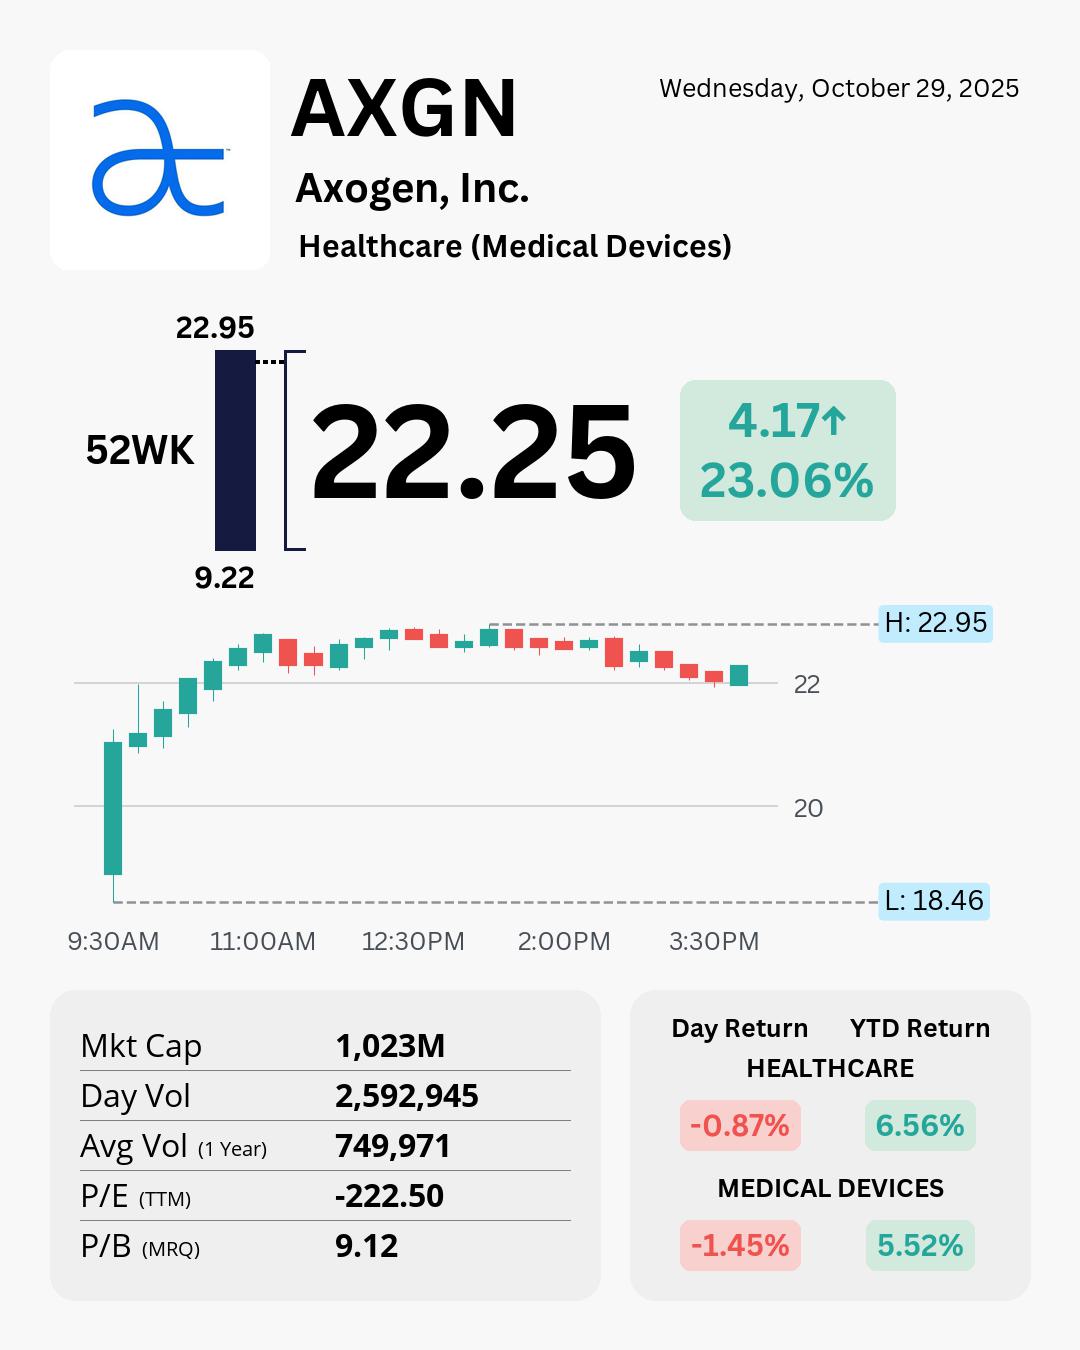 AXGN
Wednesday, October 29, 2025
Axogen, Inc.
Healthcare (Medical Devices)
22.95
52WK
9.22
22.25
4.17↑
23.06%
H: 22.95
22
20
L: 18.46
9:30AM 11:00AM 12:30PM 2:00PM 3:30PM
Mkt Cap 1,023M
Day Vol 2,592,945
Avg Vol (1 Year) 749,971
P/E (TTM) -222.50
P/B (MRQ) 9.12
Day Return YTD Return
HEALTHCARE
-0.87% 6.56%
MEDICAL DEVICES
-1.45% 5.52%